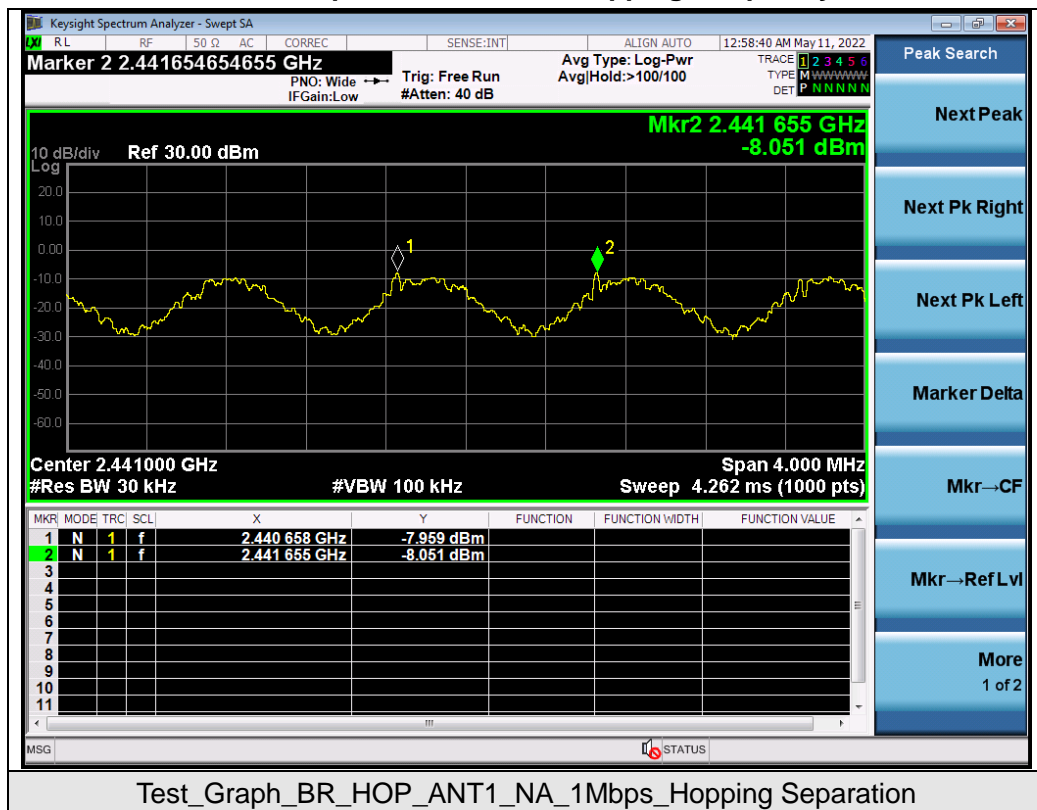 Keysight Spectrum Analyzer - Swept SA
LXI RL RF 50 Ω AC CORREC SENSE:INT ALIGN AUTO 12:58:40 AM May 11, 2022
Marker 2 2.441654654655 GHz
PNO: Wide
IFGain:Low
Trig: Free Run
#Atten: 40 dB
Avg Type: Log-Pwr
Avg|Hold:>100/100
TRACE 1 2 3 4 5 6
TYPE M WWWWW
DET P N N N N N
Peak Search
Next Peak
Next Pk Right
Next Pk Left
Marker Delta
Mkr→CF
Mkr→Ref Lvl
More
1 of 2
Mkr2 2.441 655 GHz
-8.051 dBm
10 dB/div Ref 30.00 dBm
Log
20.0
10.0
0.00
-10.0
-20.0
-30.0
-40.0
-50.0
-60.0
1
2
Center 2.441000 GHz Span 4.000 MHz
#Res BW 30 kHz #VBW 100 kHz Sweep 4.262 ms (1000 pts)
MKR MODE TRC SCL X Y FUNCTION FUNCTION WIDTH FUNCTION VALUE
1 N 1 f 2.440 658 GHz -7.959 dBm
2 N 1 f 2.441 655 GHz -8.051 dBm
3
4
5
6
7
8
9
10
11
MSG STATUS
Test_Graph_BR_HOP_ANT1_NA_1Mbps_Hopping Separation